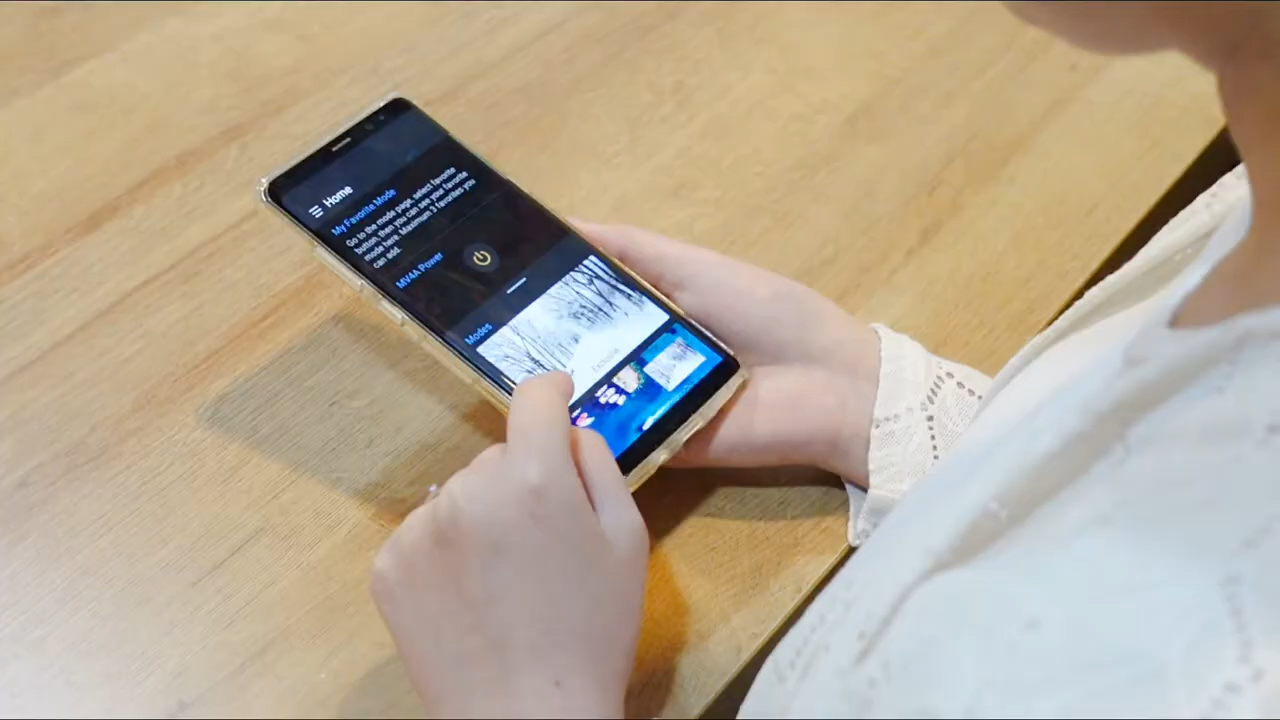 Home
My Favorite Mode
Go to the mode page, select favorite
button, then you can see your favorite
mode here. Maximum 3 favorites you
can add.
MV4A Power
Modes